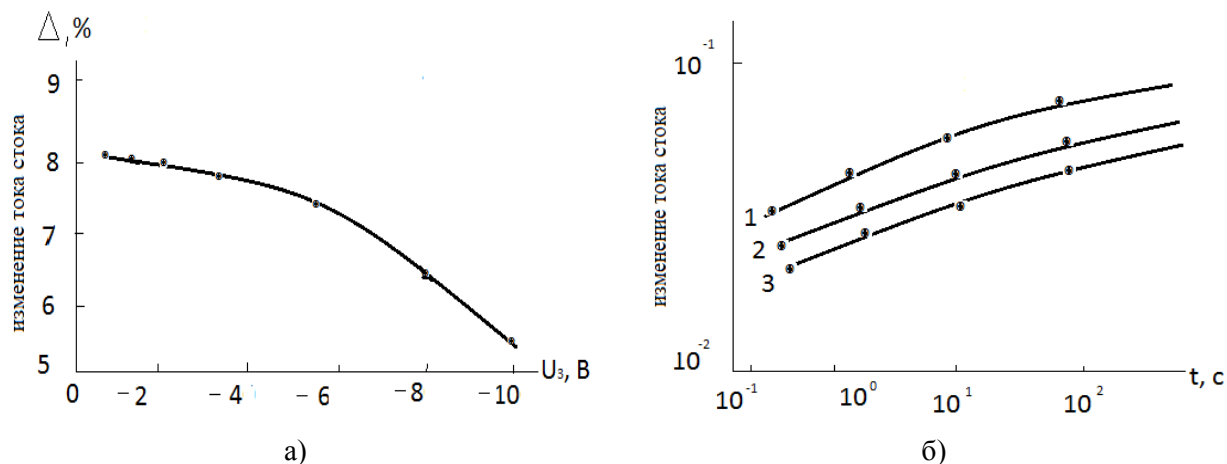 Δ, %
изменение тока стока
9
8
7
6
5
0
−2
−4
−6
−8
−10
U₃, В
а)
изменение тока стока
10⁻¹
10⁻²
1
2
3
10⁻¹
10⁰
10¹
10²
t, с
б)